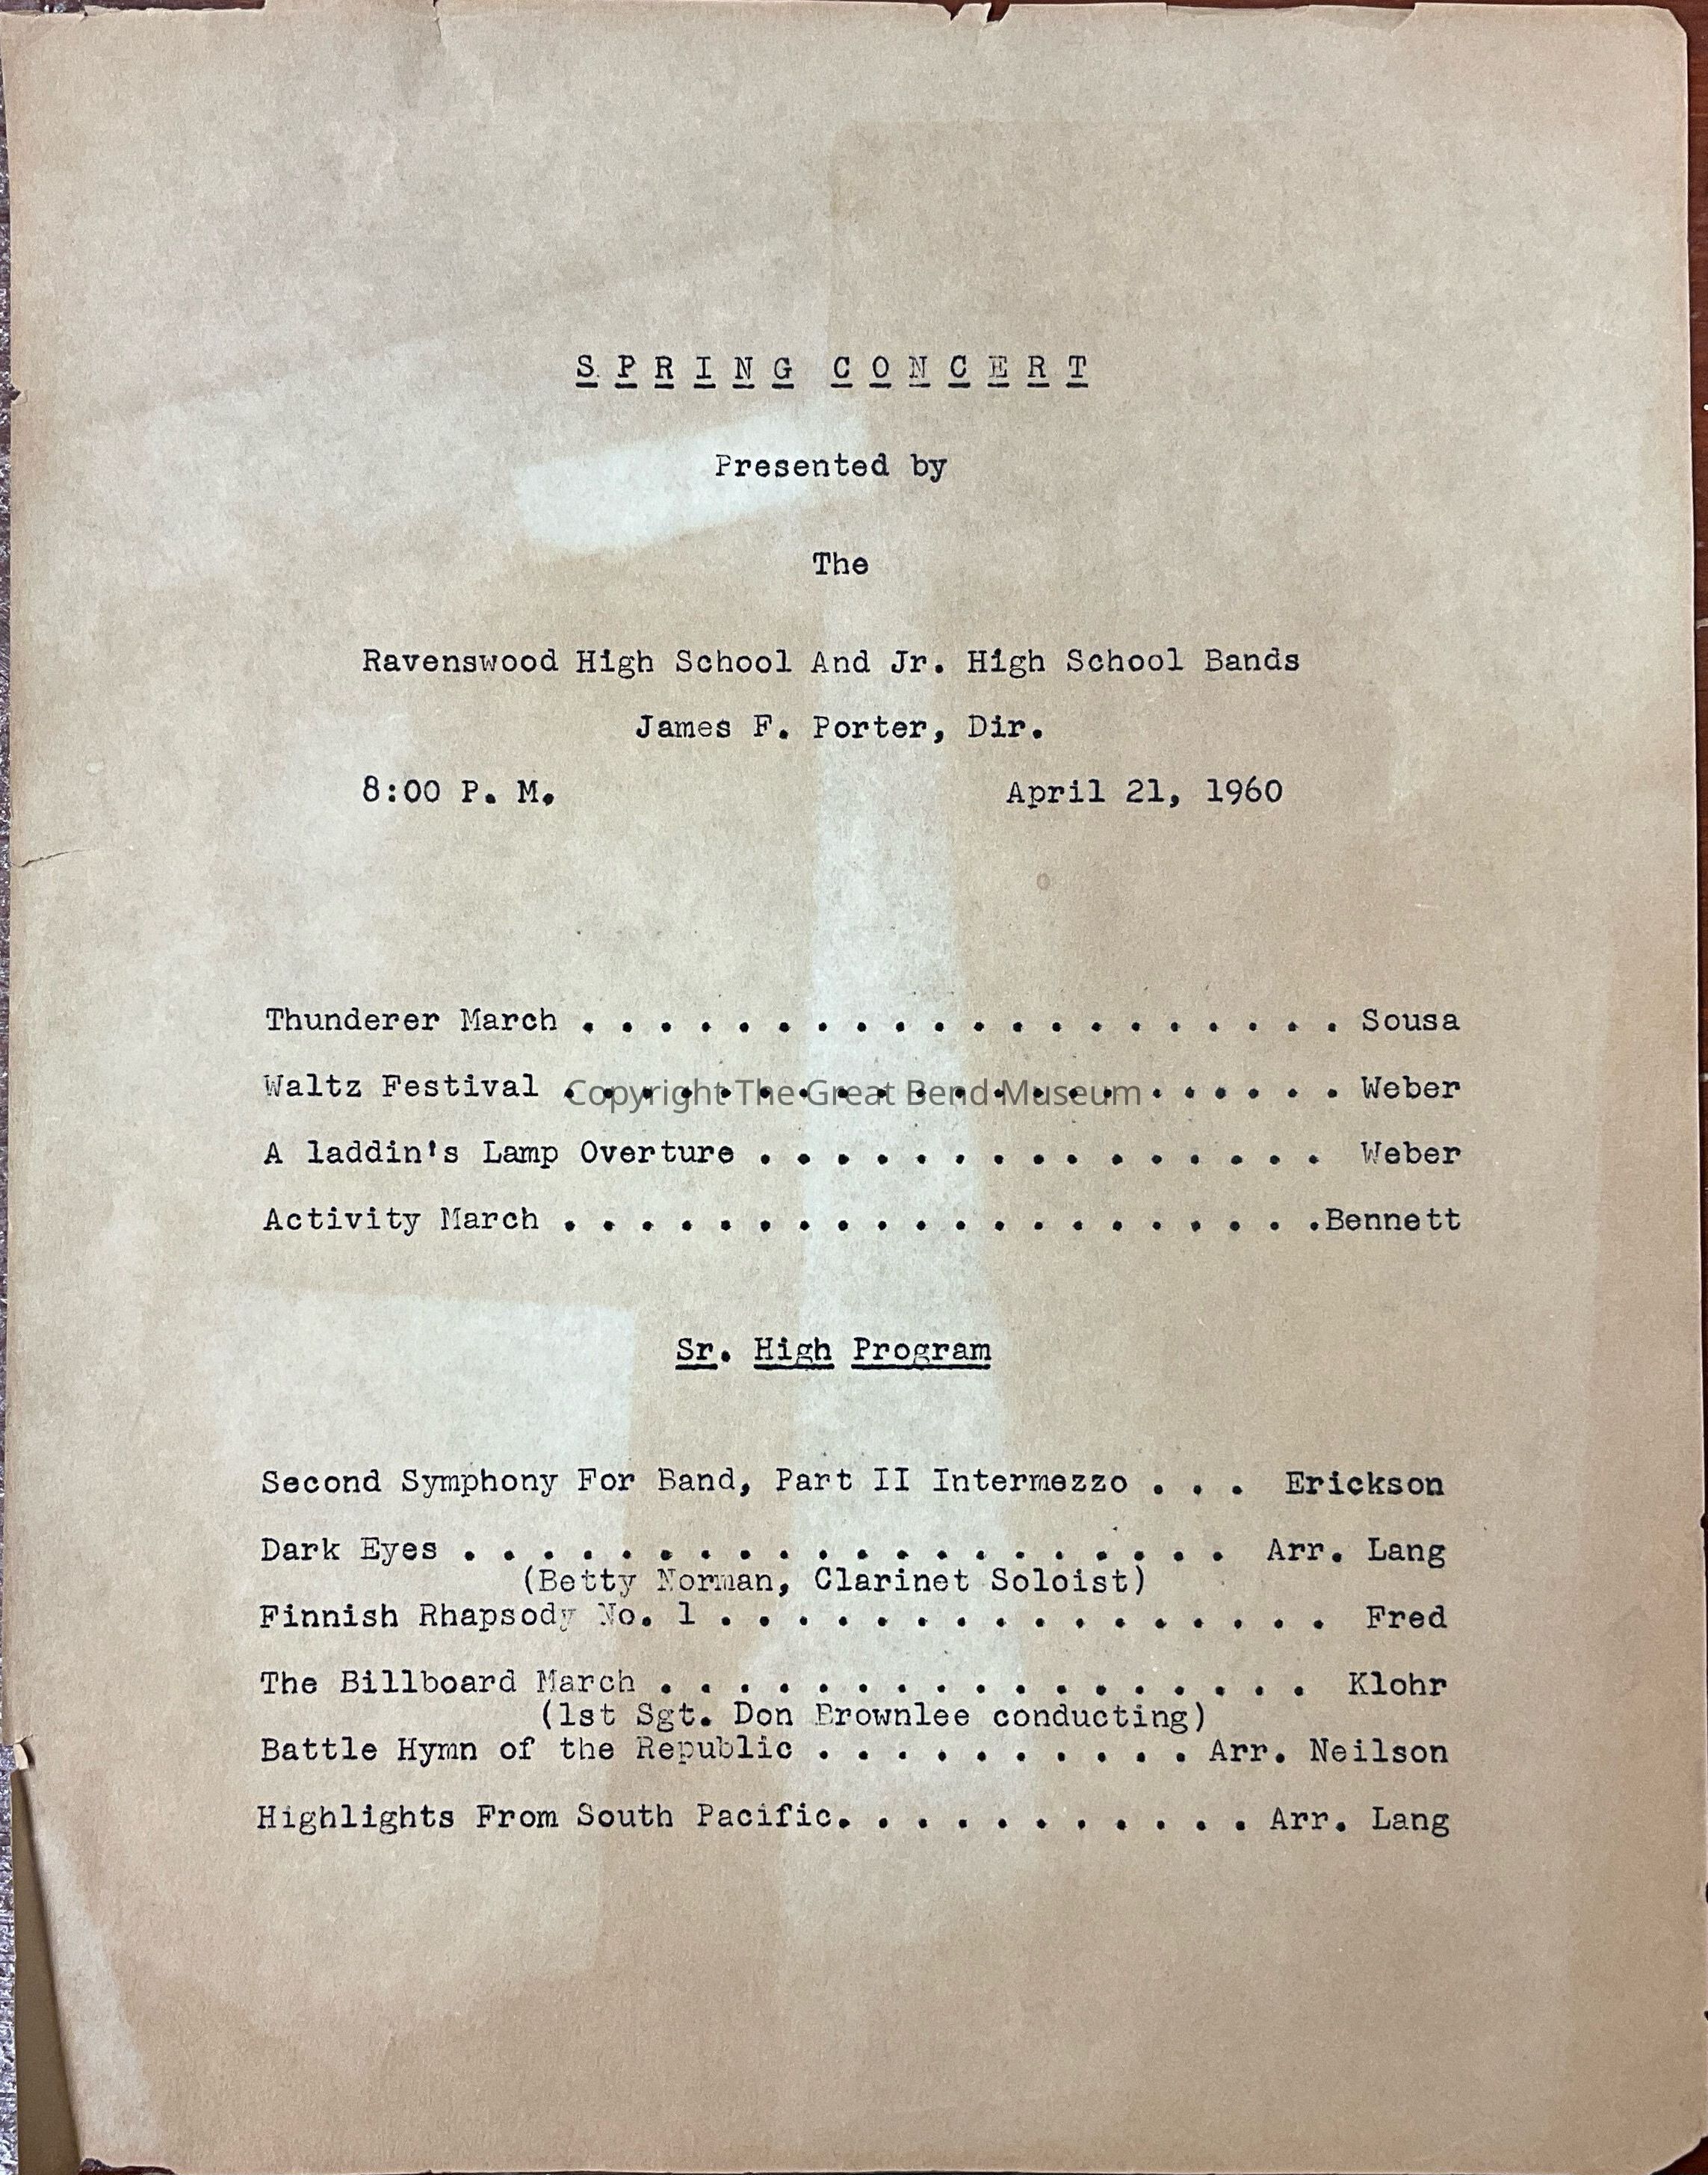 S P R I N G  C O N C E R T
Presented by
The
Ravenswood High School And Jr. High School Bands
James F. Porter, Dir.
8:00 P. M. April 21, 1960
Thunderer March . . . . . . . . . . . . . . . . . . . . Sousa
Waltz Festival . . . . . . . . . . . . . . . . . . . . Weber
Copyright The Great Bend Museum
A laddin's Lamp Overture . . . . . . . . . . . . . . . Weber
Activity March . . . . . . . . . . . . . . . . . . . .Bennett
Sr. High Program
Second Symphony For Band, Part II Intermezzo . . . Erickson
Dark Eyes . . . . . . . . . . . . . . . . . . . . Arr. Lang
(Betty Norman, Clarinet Soloist)
Finnish Rhapsody No. 1 . . . . . . . . . . . . . . . . Fred
The Billboard March . . . . . . . . . . . . . . . . . Klohr
(1st Sgt. Don Brownlee conducting)
Battle Hymn of the Republic . . . . . . . . . . Arr. Neilson
Highlights From South Pacific. . . . . . . . . . . Arr. Lang